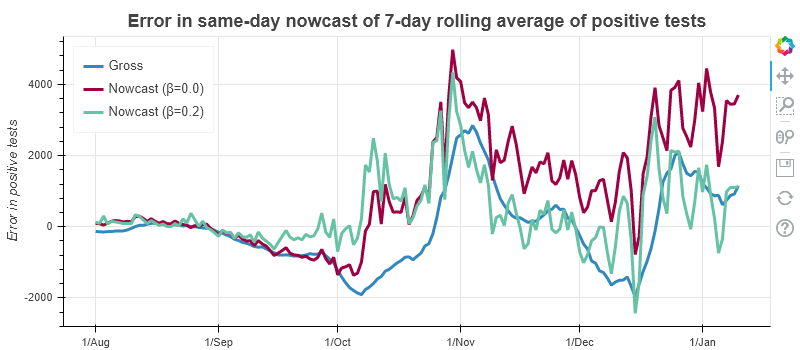 Error in same-day nowcast of 7-day rolling average of positive tests
Gross
Nowcast (β=0.0)
Nowcast (β=0.2)
Error in positive tests
4000
2000
0
-2000
1/Aug
1/Sep
1/Oct
1/Nov
1/Dec
1/Jan